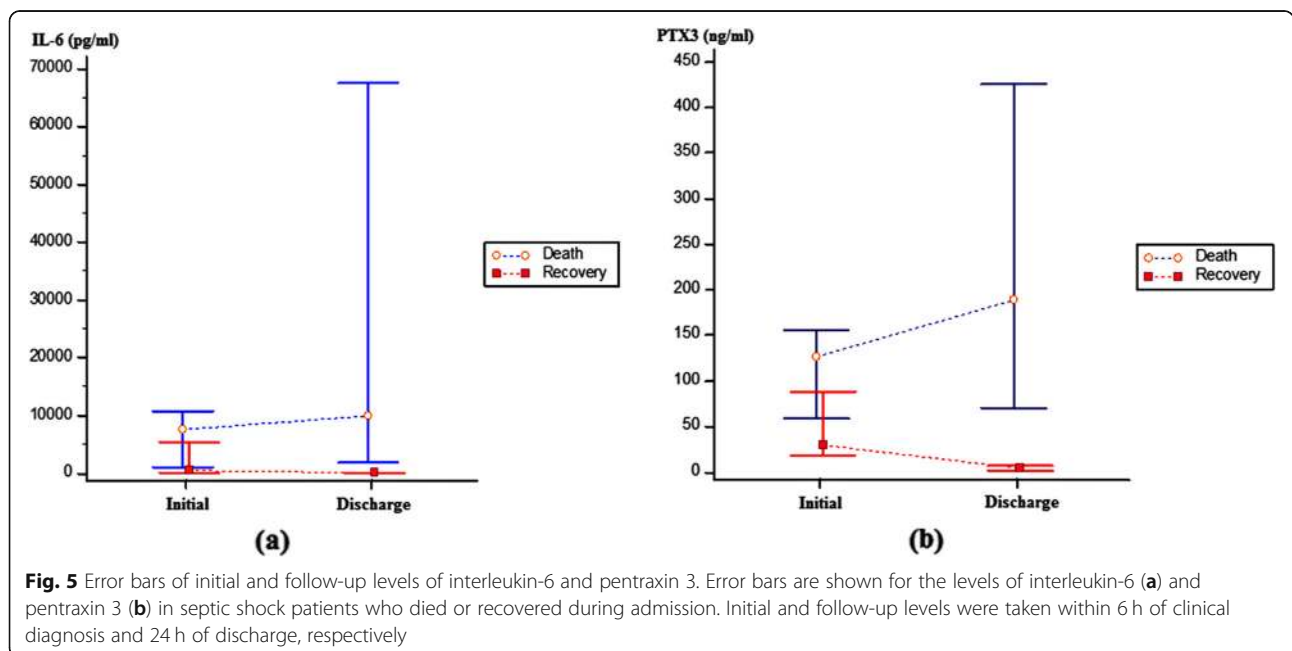 IL-6 (pg/ml)
70000
60000
50000
40000
30000
20000
10000
0
Initial
Discharge
Death
Recovery
(a)
PTX3 (ng/ml)
450
400
350
300
250
200
150
100
50
0
Initial
Discharge
Death
Recovery
(b)
Fig. 5 Error bars of initial and follow-up levels of interleukin-6 and pentraxin 3. Error bars are shown for the levels of interleukin-6 (a) and
pentraxin 3 (b) in septic shock patients who died or recovered during admission. Initial and follow-up levels were taken within 6 h of clinical
diagnosis and 24 h of discharge, respectively